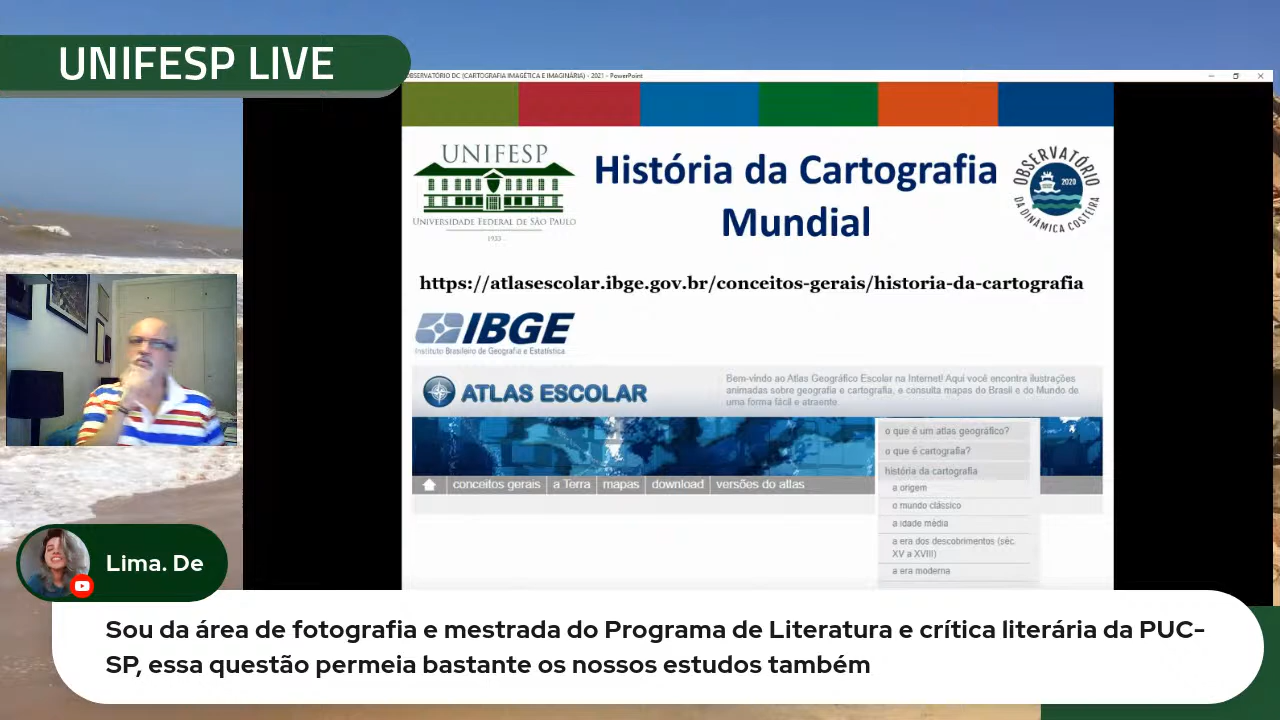 UNIFESP LIVE
OBSERVATÓRIO DC (CARTOGRAFIA IMAGÉTICA E IMAGINÁRIA) - 2021 - PowerPoint
UNIFESP
UNIVERSIDADE FEDERAL DE SÃO PAULO
1933
História da Cartografia
Mundial
OBSERVATÓRIO
2020
DA DINÂMICA COSTEIRA
https://atlasescolar.ibge.gov.br/conceitos-gerais/historia-da-cartografia
IBGE
Instituto Brasileiro de Geografia e Estatística
ATLAS ESCOLAR
Bem-vindo ao Atlas Geográfico Escolar na Internet! Aqui você encontra ilustrações
animadas sobre geografia e cartografia, e consulta mapas do Brasil e do Mundo de
uma forma fácil e atraente.
conceitos gerais
a Terra
mapas
download
versões do atlas
o que é um atlas geográfico?
o que é cartografia?
história da cartografia
a origem
o mundo clássico
a idade média
a era dos descobrimentos (séc.
XV a XVIII)
a era moderna
Lima. De
Sou da área de fotografia e mestrada do Programa de Literatura e crítica literária da PUC-
SP, essa questão permeia bastante os nossos estudos também